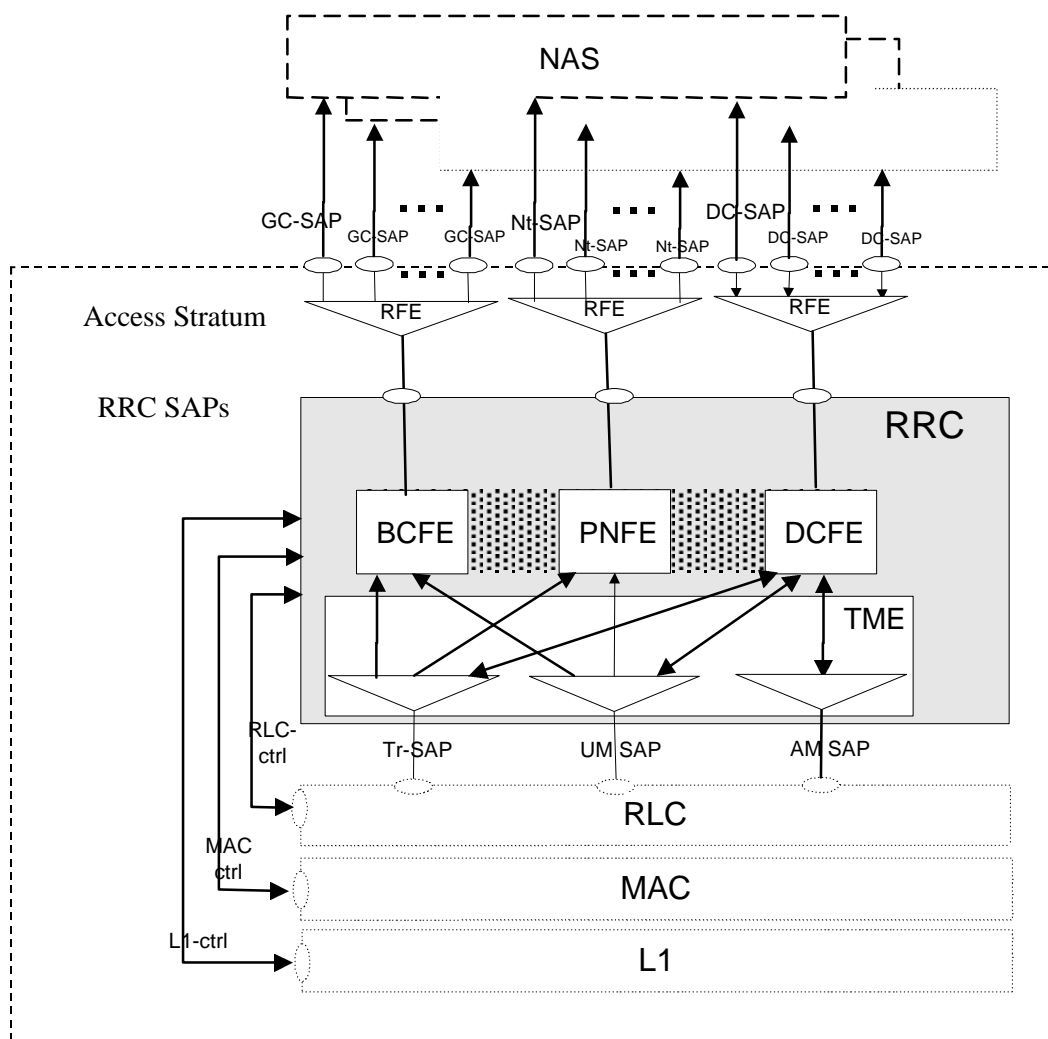 NAS
GC-SAP
GC-SAP
GC-SAP
Nt-SAP
Nt-SAP
Nt-SAP
DC-SAP
DC-SAP
DC-SAP
Access Stratum
RFE
RFE
RFE
RRC SAPs
RRC
BCFE
PNFE
DCFE
TME
RLC-
ctrl
Tr-SAP
UM SAP
AM SAP
RLC
MAC
ctrl
MAC
L1-ctrl
L1